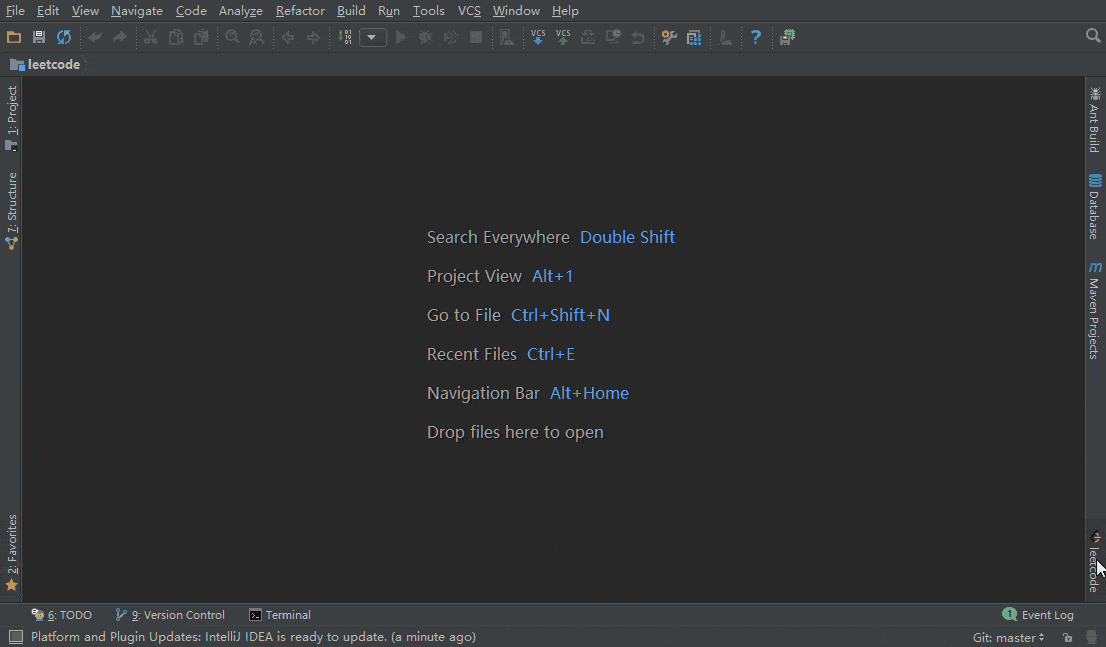 File Edit View Navigate Code Analyze Refactor Build Run Tools VCS Window Help
VCS VCS
leetcode
1: Project
7: Structure
2: Favorites
Search Everywhere Double Shift
Project View Alt+1
Go to File Ctrl+Shift+N
Recent Files Ctrl+E
Navigation Bar Alt+Home
Drop files here to open
Ant Build
Database
Maven Projects
leetcode
6: TODO 9: Version Control Terminal 1 Event Log
Platform and Plugin Updates: IntelliJ IDEA is ready to update. (a minute ago) Git: master